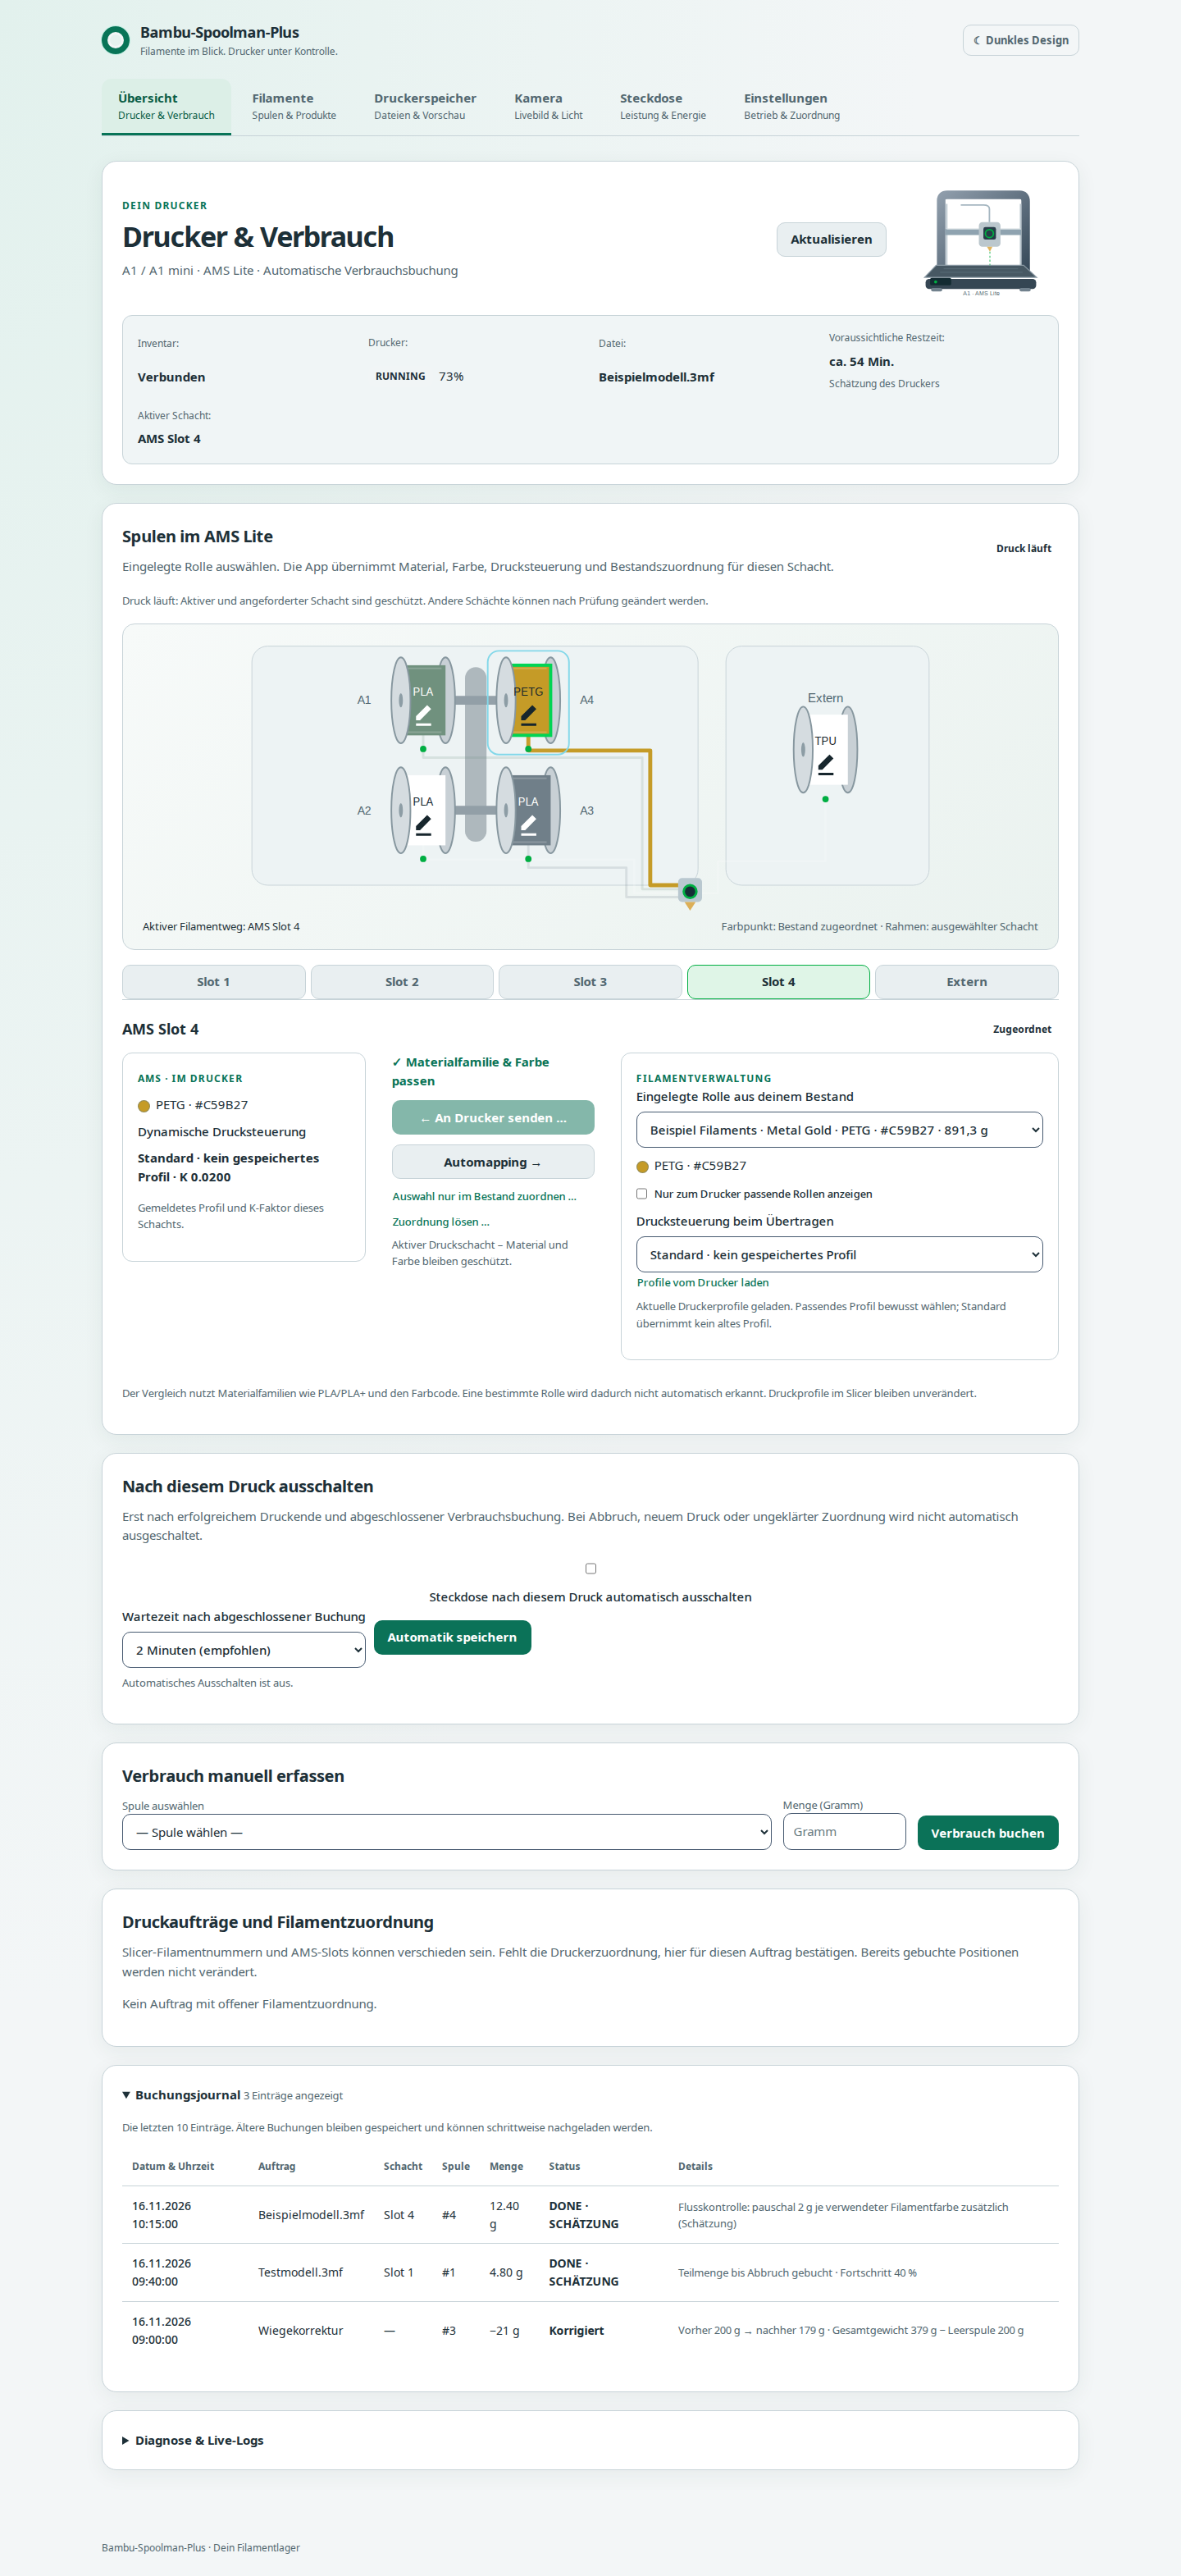 Bambu-Spoolman-Plus
Filamente im Blick. Drucker unter Kontrolle.
☾ Dunkles Design
Übersicht
Drucker & Verbrauch
Filamente
Spulen & Produkte
Druckerspeicher
Dateien & Vorschau
Kamera
Livebild & Licht
Steckdose
Leistung & Energie
Einstellungen
Betrieb & Zuordnung
DEIN DRUCKER
Drucker & Verbrauch
A1 / A1 mini · AMS Lite · Automatische Verbrauchsbuchung
Aktualisieren
A1 · AMS Lite
Inventar:
Verbunden
Drucker:
RUNNING 73%
Datei:
Beispielmodell.3mf
Voraussichtliche Restzeit:
ca. 54 Min.
Schätzung des Druckers
Aktiver Schacht:
AMS Slot 4
Spulen im AMS Lite
Eingelegte Rolle auswählen. Die App übernimmt Material, Farbe, Drucksteuerung und Bestandszuordnung für diesen Schacht.
Druck läuft
Druck läuft: Aktiver und angeforderter Schacht sind geschützt. Andere Schächte können nach Prüfung geändert werden.
A1
PLA
PETG
A4
Extern
TPU
A2
PLA
PLA
A3
Aktiver Filamentweg: AMS Slot 4
Farbpunkt: Bestand zugeordnet · Rahmen: ausgewählter Schacht
Slot 1
Slot 2
Slot 3
Slot 4
Extern
AMS Slot 4
Zugeordnet
AMS · IM DRUCKER
PETG · #C59B27
Dynamische Drucksteuerung
Standard · kein gespeichertes
Profil · K 0.0200
Gemeldetes Profil und K-Faktor dieses
Schachts.
✓ Materialfamilie & Farbe
passen
← An Drucker senden ...
Automapping →
Auswahl nur im Bestand zuordnen ...
Zuordnung lösen ...
Aktiver Druckschacht – Material und
Farbe bleiben geschützt.
FILAMENTVERWALTUNG
Eingelegte Rolle aus deinem Bestand
Beispiel Filaments · Metal Gold · PETG · #C59B27 · 891,3 g
PETG · #C59B27
Nur zum Drucker passende Rollen anzeigen
Drucksteuerung beim Übertragen
Standard · kein gespeichertes Profil
Profile vom Drucker laden
Aktuelle Druckerprofile geladen. Passendes Profil bewusst wählen; Standard
übernimmt kein altes Profil.
Der Vergleich nutzt Materialfamilien wie PLA/PLA+ und den Farbcode. Eine bestimmte Rolle wird dadurch nicht automatisch erkannt. Druckprofile im Slicer bleiben unverändert.
Nach diesem Druck ausschalten
Erst nach erfolgreichem Druckende und abgeschlossener Verbrauchsbuchung. Bei Abbruch, neuem Druck oder ungeklärter Zuordnung wird nicht automatisch
ausgeschaltet.
Steckdose nach diesem Druck automatisch ausschalten
Wartezeit nach abgeschlossener Buchung
2 Minuten (empfohlen)
Automatik speichern
Automatisches Ausschalten ist aus.
Verbrauch manuell erfassen
Spule auswählen
— Spule wählen —
Menge (Gramm)
Gramm
Verbrauch buchen
Druckaufträge und Filamentzuordnung
Slicer-Filamentnummern und AMS-Slots können verschieden sein. Fehlt die Druckerzuordnung, hier für diesen Auftrag bestätigen. Bereits gebuchte Positionen
werden nicht verändert.
Kein Auftrag mit offener Filamentzuordnung.
▼ Buchungsjournal 3 Einträge angezeigt
Die letzten 10 Einträge. Ältere Buchungen bleiben gespeichert und können schrittweise nachgeladen werden.
Datum & Uhrzeit Auftrag Schacht Spule Menge Status Details
16.11.2026
10:15:00
Beispielmodell.3mf
Slot 4
#4
12.40
g
DONE ·
SCHÄTZUNG
Flusskontrolle: pauschal 2 g je verwendeter Filamentfarbe zusätzlich
(Schätzung)
16.11.2026
09:40:00
Testmodell.3mf
Slot 1
#1
4.80 g
DONE ·
SCHÄTZUNG
Teilmenge bis Abbruch gebucht · Fortschritt 40 %
16.11.2026
09:00:00
Wiegekorrektur
—
#3
−21 g
Korrigiert
Vorher 200 g → nachher 179 g · Gesamtgewicht 379 g − Leerspule 200 g
▶ Diagnose & Live-Logs
Bambu-Spoolman-Plus · Dein Filamentlager